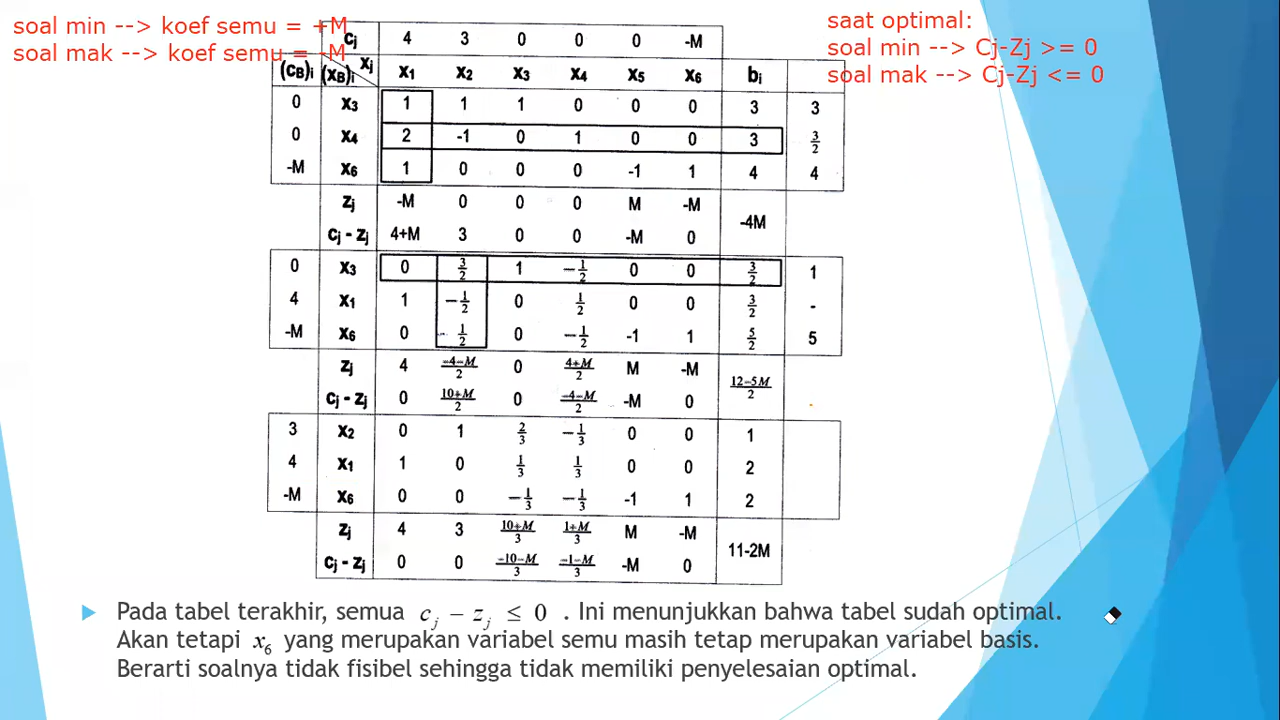 soal min --> koef semu = +M
soal mak --> koef semu = -M
saat optimal:
soal min --> Cj-Zj >= 0
soal mak --> Cj-Zj <= 0
cj 4 3 0 0 0 -M
(cB)i (xB)i xj x1 x2 x3 x4 x5 x6 bi
0 x3 1 1 1 0 0 0 3 3
0 x4 2 -1 0 1 0 0 3 3/2
-M x6 1 0 0 0 -1 1 4 4
zj -M 0 0 0 M -M -4M
cj - zj 4+M 3 0 0 -M 0
0 x3 0 3/2 1 -1/2 0 0 3/2 1
4 x1 1 -1/2 0 1/2 0 0 3/2 -
-M x6 0 1/2 0 -1/2 -1 1 5/2 5
zj 4 -4-M/2 0 4+M/2 M -M 12-5M/2
cj - zj 0 10+M/2 0 -4-M/2 -M 0
3 x2 0 1 2/3 -1/3 0 0 1
4 x1 1 0 1/3 1/3 0 0 2
-M x6 0 0 -1/3 -1/3 -1 1 2
zj 4 3 10+M/3 1+M/3 M -M 11-2M
cj - zj 0 0 -10-M/3 -1-M/3 -M 0
Pada tabel terakhir, semua cj - zj ≤ 0 . Ini menunjukkan bahwa tabel sudah optimal.
Akan tetapi x6 yang merupakan variabel semu masih tetap merupakan variabel basis.
Berarti soalnya tidak fisibel sehingga tidak memiliki penyelesaian optimal.